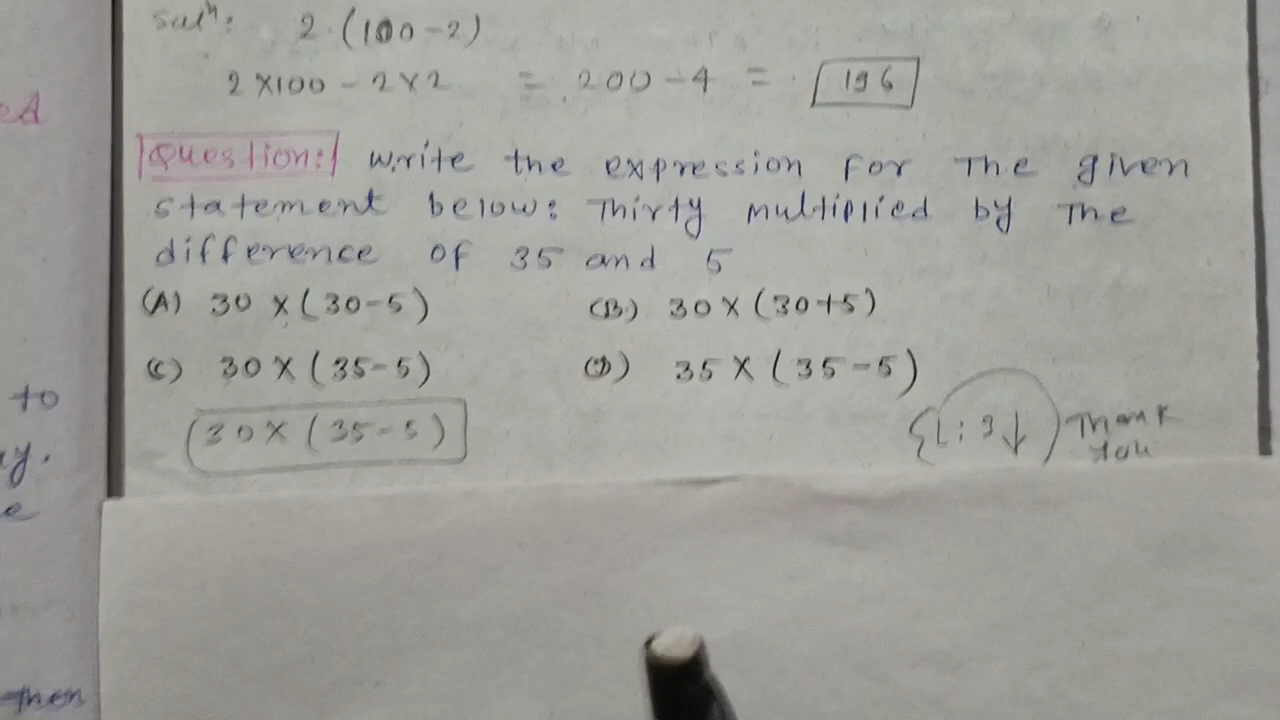 Solⁿ: 2 (100-2)
2×100 - 2×2 = 200-4 = 196
Question: Write the expression for The given
statement below: Thirty multiplied by The
difference of 35 and 5
(A) 30 × (30-5) (B) 30 × (30+5)
(C) 30 × (35-5) (D) 35 × (35-5)
30 × (35-5)
Thank
you
ed
to
y.
e
then